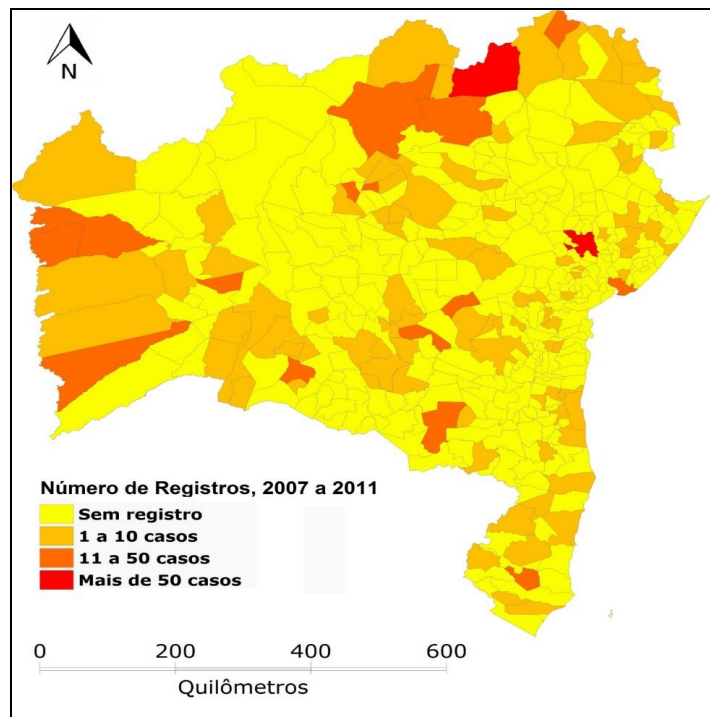 N
Número de Registros, 2007 a 2011
Sem registro
1 a 10 casos
11 a 50 casos
Mais de 50 casos
0 200 400 600
Quilômetros